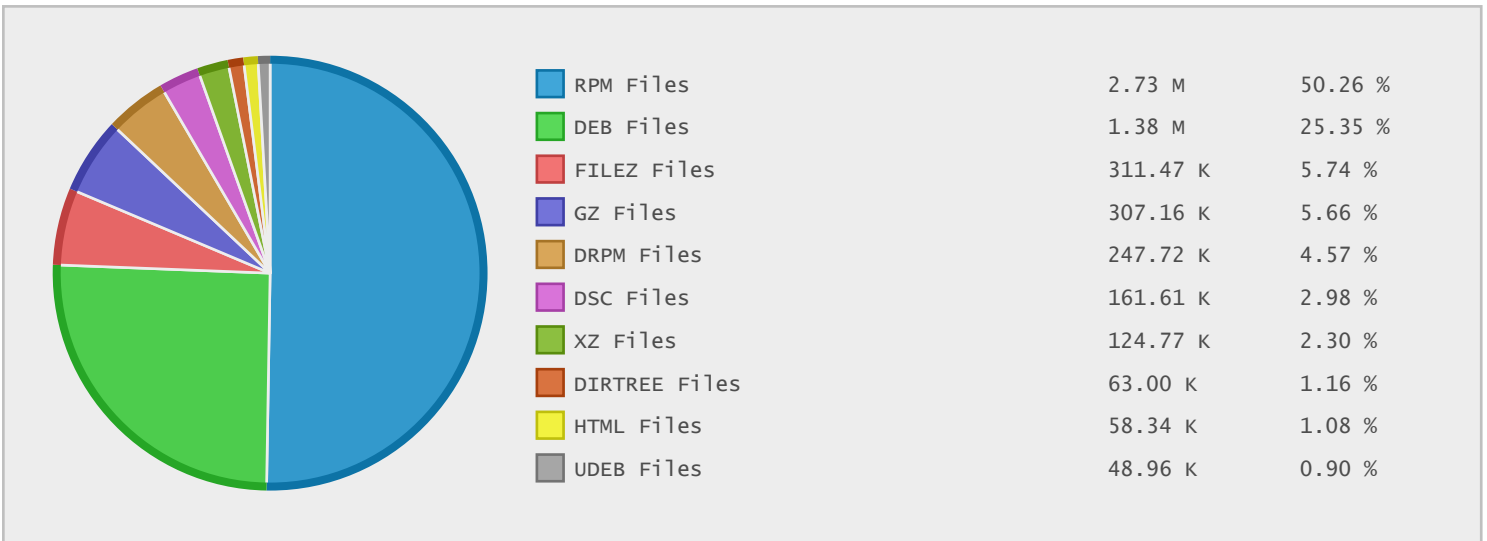 RPM Files 2.73 M 50.26 %
DEB Files 1.38 M 25.35 %
FILEZ Files 311.47 K 5.74 %
GZ Files 307.16 K 5.66 %
DRPM Files 247.72 K 4.57 %
DSC Files 161.61 K 2.98 %
XZ Files 124.77 K 2.30 %
DIRTREE Files 63.00 K 1.16 %
HTML Files 58.34 K 1.08 %
UDEB Files 48.96 K 0.90 %